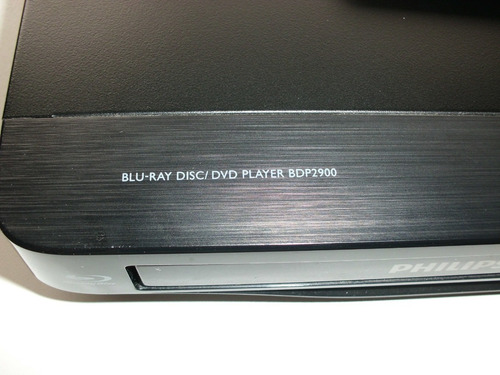 BLU-RAY DISC/ DVD PLAYER BDP2900
PHILIPS